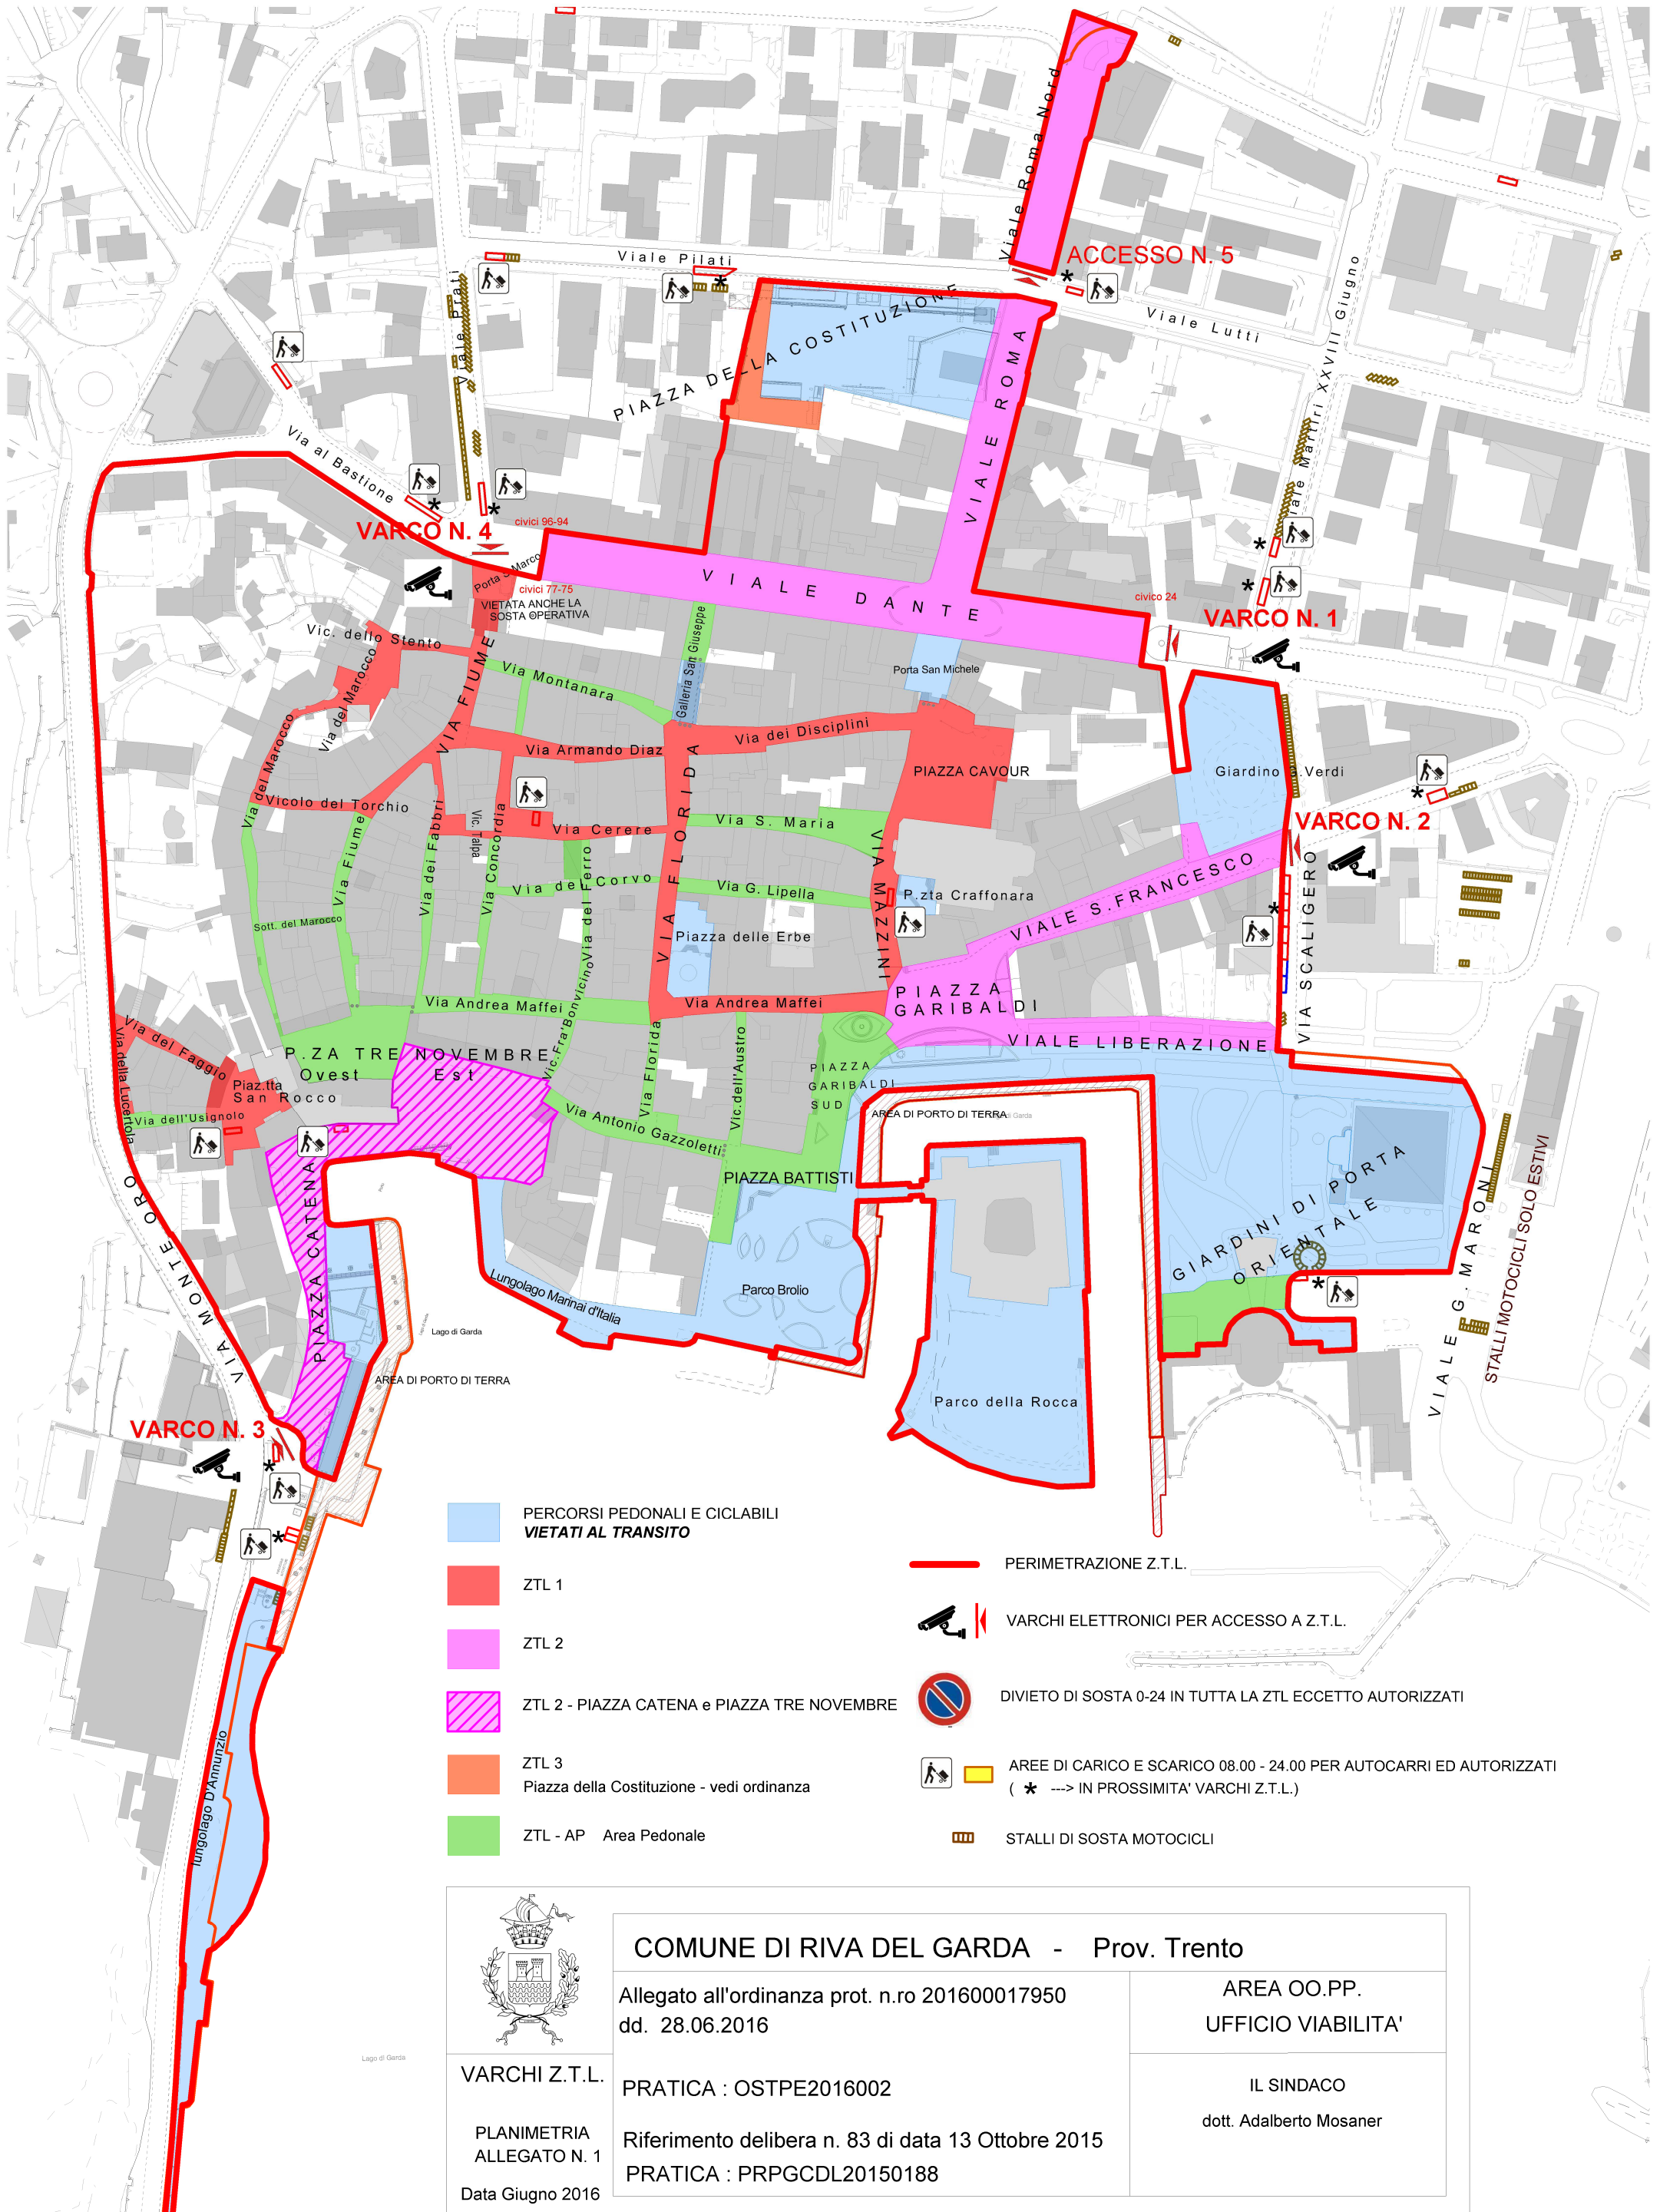 Viale Roma Nord
ACCESSO N. 5
Viale Pilati
Viale Prati
Viale Lutti
Viale Martiri XXVIII Giugno
PIAZZA DELLA COSTITUZIONE
VIALE ROMA
Via al Bastione
VARCO N. 4
civici 96-94
Porta S.Marco
civici 77-75
VIETATA ANCHE LA
SOSTA OPERATIVA
VIALE DANTE
civico 24
VARCO N. 1
Vic. dello Stento
Via del Marocco
Via del Marocco
VIA FIUME
Via Montanara
Galleria San Giuseppe
Porta San Michele
Via Armando Diaz
Via dei Disciplini
PIAZZA CAVOUR
Giardino G.Verdi
Vicolo del Torchio
Via Fiume
Via dei Fabbri
Vic. Talpa
Via Concordia
Via Cerere
VIA FLORIDA
Via S. Maria
VIA MAZZINI
VARCO N. 2
Via del Corvo
Via del Ferro
Via G. Lipella
P.zta Craffonara
VIALE S.FRANCESCO
VIA SCALIGERO
Sott. del Marocco
Piazza delle Erbe
Vic. Fra' Bonvicino
Via Andrea Maffei
Via Andrea Maffei
PIAZZA
GARIBALDI
VIALE LIBERAZIONE
Via del Faggio
Via della Lucertola
P.ZA TRE NOVEMBRE
Ovest
Est
Piaz.tta
San Rocco
Via dell'Usignolo
Via Florida
Vic.dell'Austro
PIAZZA
GARIBALDI
SUD
AREA DI PORTO DI TERRA
Via Antonio Gazzoletti
PIAZZA BATTISTI
GIARDINI DI PORTA
ORIENTALE
VIALE G. MARONI
STALLI MOTOCICLI SOLO ESTIVI
VIA MONTE ORO
PIAZZA CATENA
Lungolago Marinai d'Italia
Parco Brolio
Lago di Garda
AREA DI PORTO DI TERRA
Parco della Rocca
VARCO N. 3
lungolago D'Annunzio
PERCORSI PEDONALI E CICLABILI
VIETATI AL TRANSITO
ZTL 1
ZTL 2
ZTL 2 - PIAZZA CATENA e PIAZZA TRE NOVEMBRE
ZTL 3
Piazza della Costituzione - vedi ordinanza
ZTL - AP Area Pedonale
PERIMETRAZIONE Z.T.L.
VARCHI ELETTRONICI PER ACCESSO A Z.T.L.
DIVIETO DI SOSTA 0-24 IN TUTTA LA ZTL ECCETTO AUTORIZZATI
AREE DI CARICO E SCARICO 08.00 - 24.00 PER AUTOCARRI ED AUTORIZZATI
( * ---> IN PROSSIMITA' VARCHI Z.T.L.)
STALLI DI SOSTA MOTOCICLI
COMUNE DI RIVA DEL GARDA - Prov. Trento
Allegato all'ordinanza prot. n.ro 201600017950
dd. 28.06.2016
AREA OO.PP.
UFFICIO VIABILITA'
Lago di Garda
VARCHI Z.T.L.
PRATICA : OSTPE2016002
IL SINDACO
dott. Adalberto Mosaner
PLANIMETRIA
ALLEGATO N. 1
Riferimento delibera n. 83 di data 13 Ottobre 2015
PRATICA : PRPGCDL20150188
Data Giugno 2016